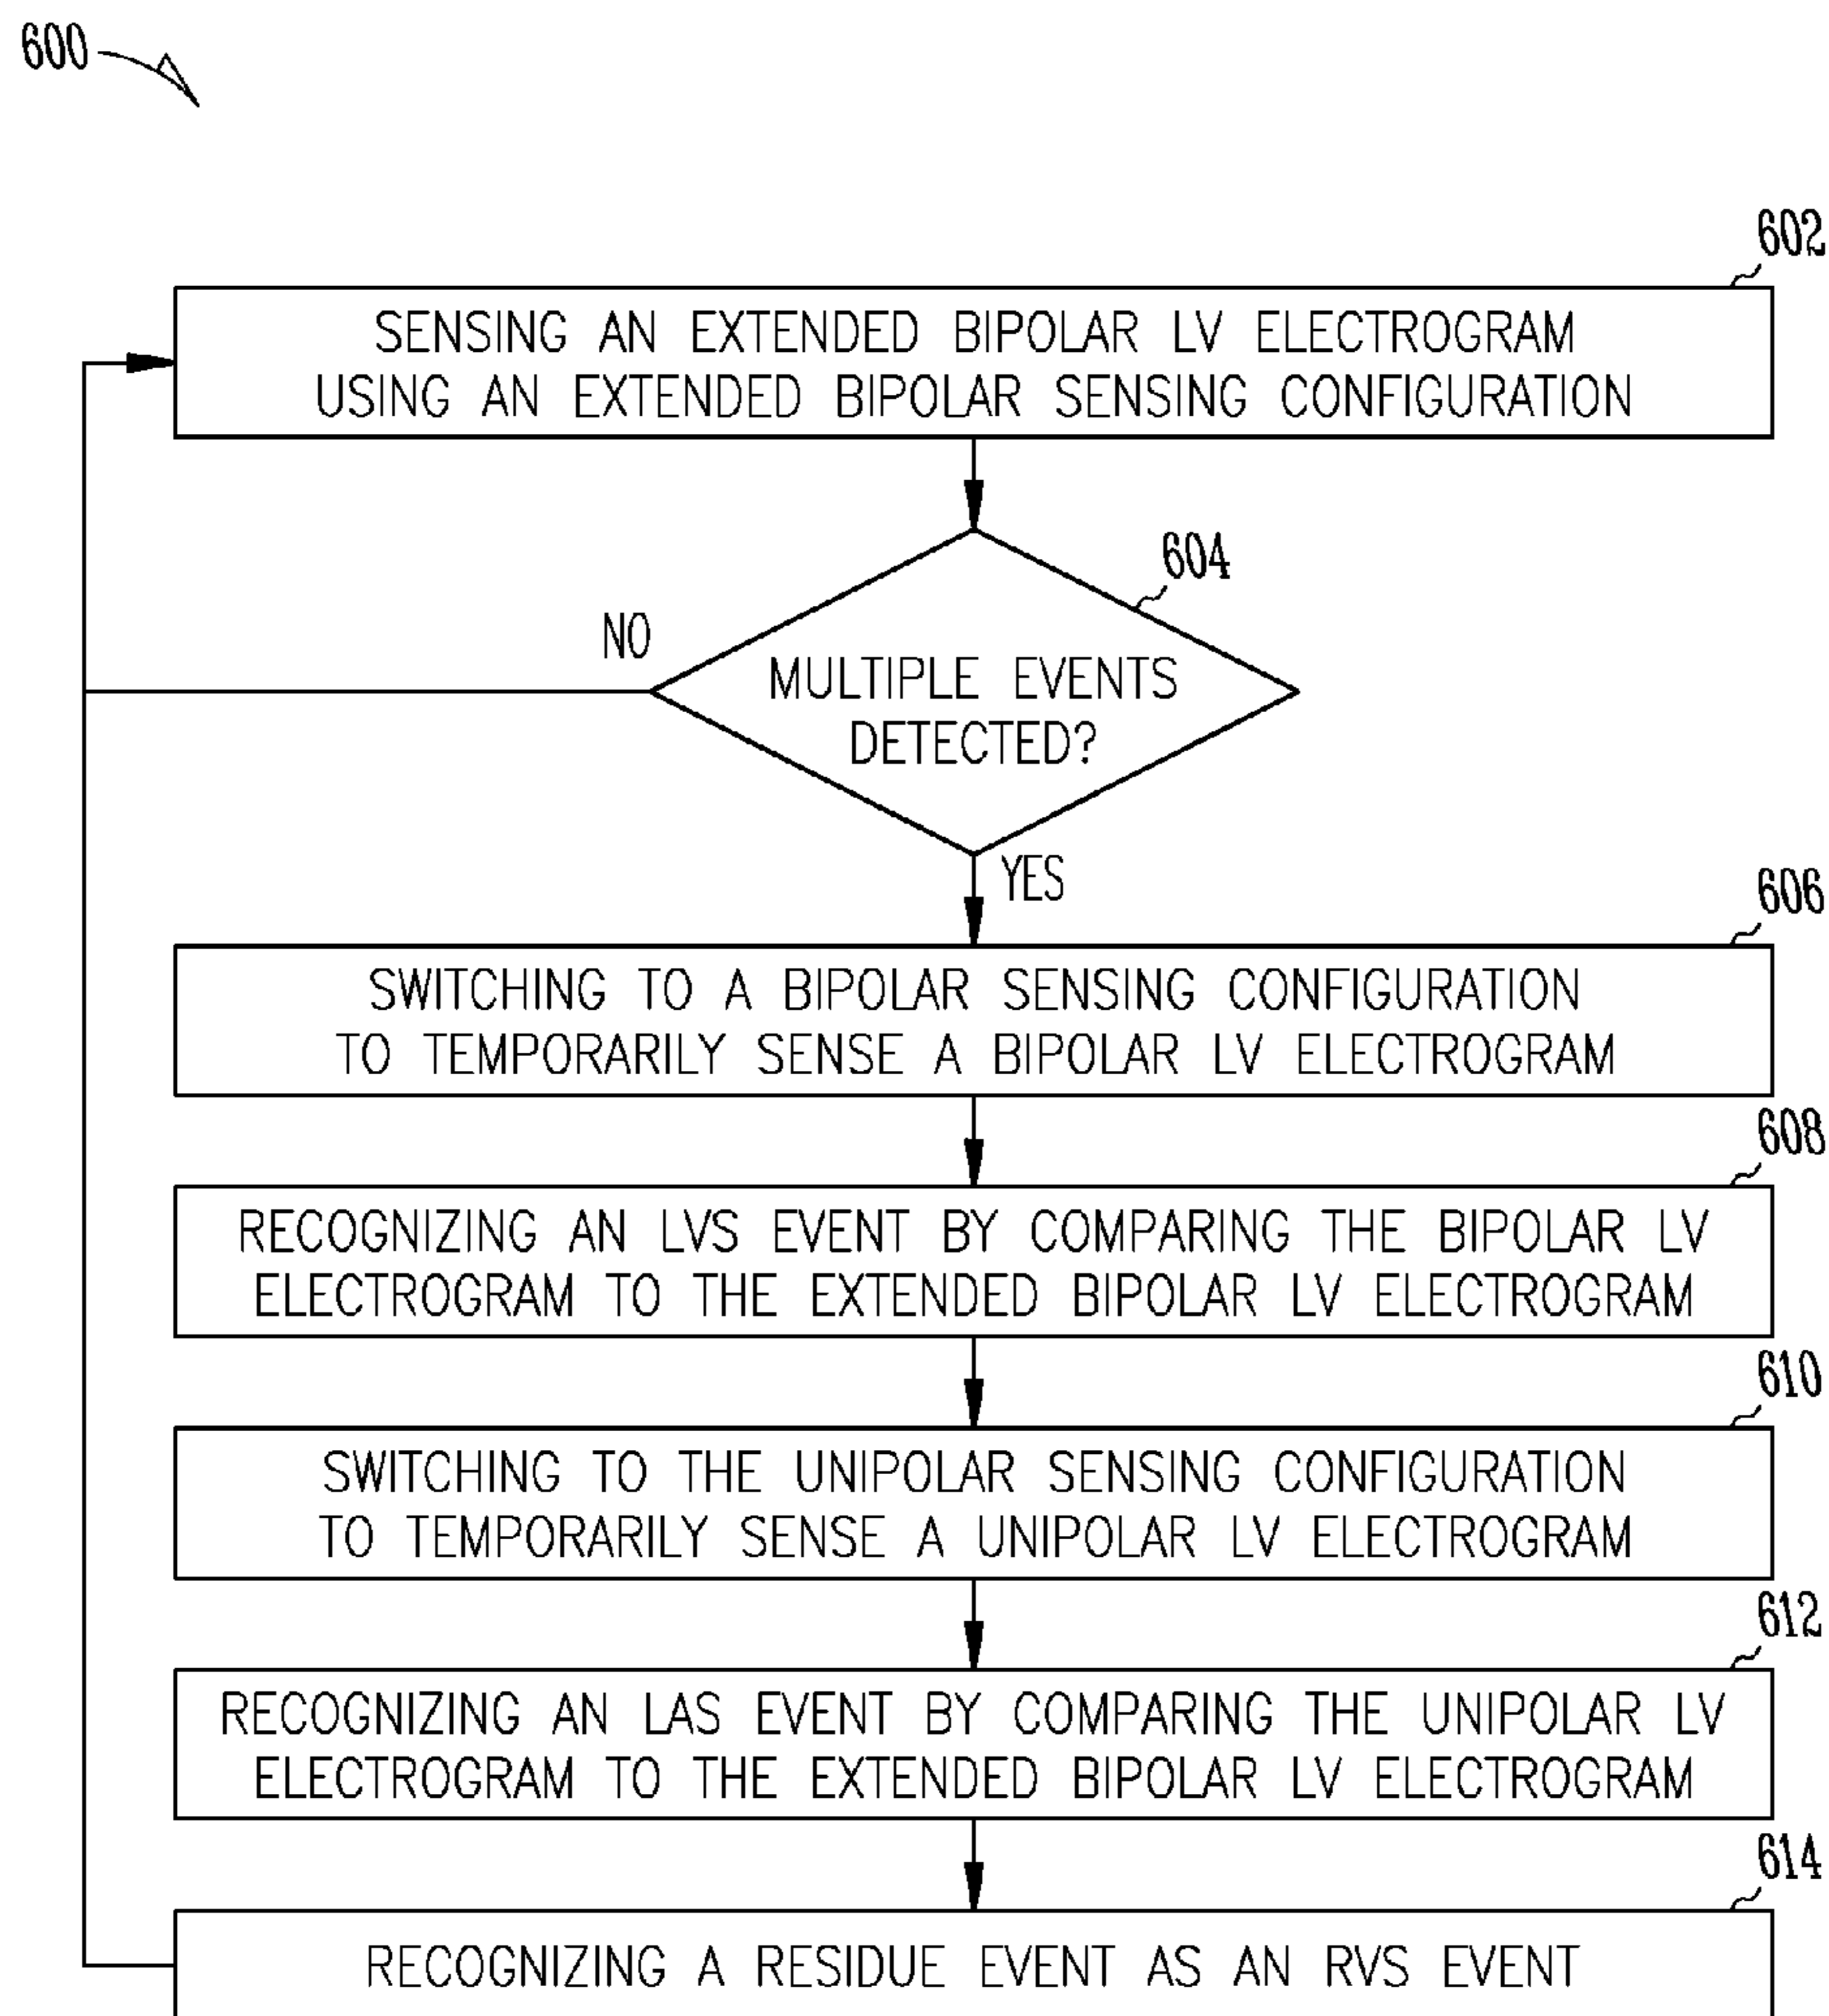 600
602
SENSING AN EXTENDED BIPOLAR LV ELECTROGRAM
USING AN EXTENDED BIPOLAR SENSING CONFIGURATION
604
NO
MULTIPLE EVENTS
DETECTED?
YES
606
SWITCHING TO A BIPOLAR SENSING CONFIGURATION
TO TEMPORARILY SENSE A BIPOLAR LV ELECTROGRAM
608
RECOGNIZING AN LVS EVENT BY COMPARING THE BIPOLAR LV
ELECTROGRAM TO THE EXTENDED BIPOLAR LV ELECTROGRAM
610
SWITCHING TO THE UNIPOLAR SENSING CONFIGURATION
TO TEMPORARILY SENSE A UNIPOLAR LV ELECTROGRAM
612
RECOGNIZING AN LAS EVENT BY COMPARING THE UNIPOLAR LV
ELECTROGRAM TO THE EXTENDED BIPOLAR LV ELECTROGRAM
614
RECOGNIZING A RESIDUE EVENT AS AN RVS EVENT